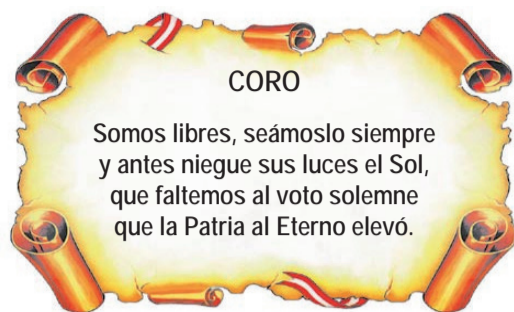 CORO
Somos libres, seámoslo siempre
y antes niegue sus luces el Sol,
que faltemos al voto solemne
que la Patria al Eterno elevó.